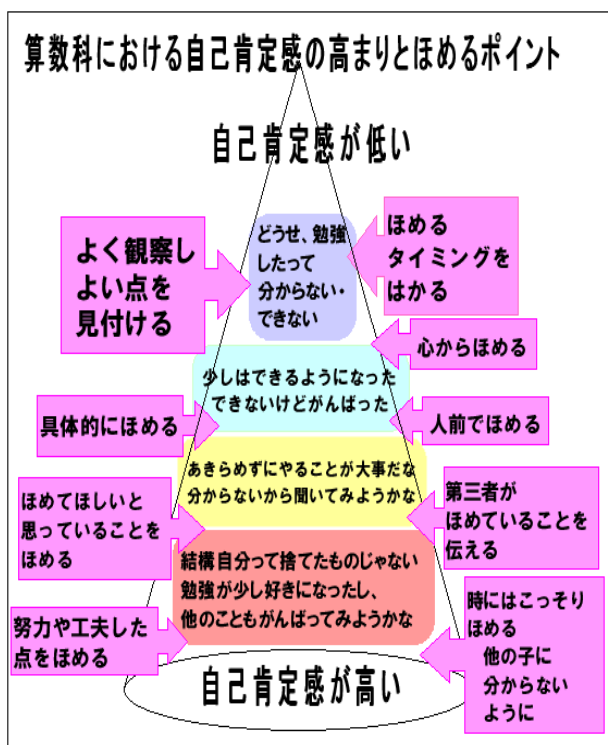 算数科における自己肯定感の高まりとほめるポイント
自己肯定感が低い
よく観察し
よい点を
見付ける
どうせ、勉強
したって
分からない・
できない
ほめる
タイミングを
はかる
心からほめる
少しはできるようになった
できないけどがんばった
具体的にほめる
人前でほめる
あきらめずにやることが大事だな
分からないから聞いてみようかな
ほめてほしいと
思っていることを
ほめる
第三者が
ほめていることを
伝える
結構自分って捨てたものじゃない
勉強が少し好きになったし、
他のこともがんばってみようかな
努力や工夫した
点をほめる
時にはこっそり
ほめる
他の子に
分からない
ように
自己肯定感が高い